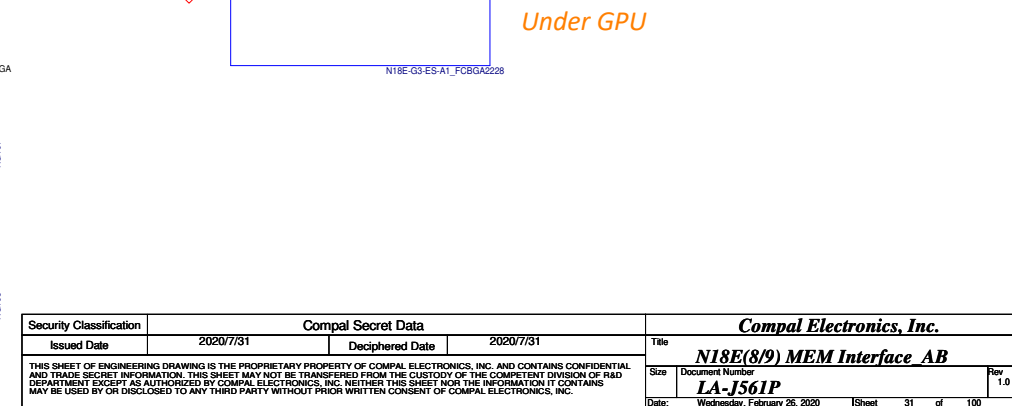 Under GPU
N18E-G3-ES-A1_FCBGA2228
GA
Security Classification
Compal Secret Data
Compal Electronics, Inc.
Issued Date
2020/7/31
Deciphered Date
2020/7/31
Title
N18E(8/9) MEM Interface_AB
THIS SHEET OF ENGINEERING DRAWING IS THE PROPRIETARY PROPERTY OF COMPAL ELECTRONICS, INC. AND CONTAINS CONFIDENTIAL
AND TRADE SECRET INFORMATION. THIS SHEET MAY NOT BE TRANSFERED FROM THE CUSTODY OF THE COMPETENT DIVISION OF R&D
DEPARTMENT EXCEPT AS AUTHORIZED BY COMPAL ELECTRONICS, INC. NEITHER THIS SHEET NOR THE INFORMATION IT CONTAINS
MAY BE USED BY OR DISCLOSED TO ANY THIRD PARTY WITHOUT PRIOR WRITTEN CONSENT OF COMPAL ELECTRONICS, INC.
Size
Document Number
Rev
LA-J561P
1.0
Date: Wednesday, February 26, 2020 Sheet 31 of 100